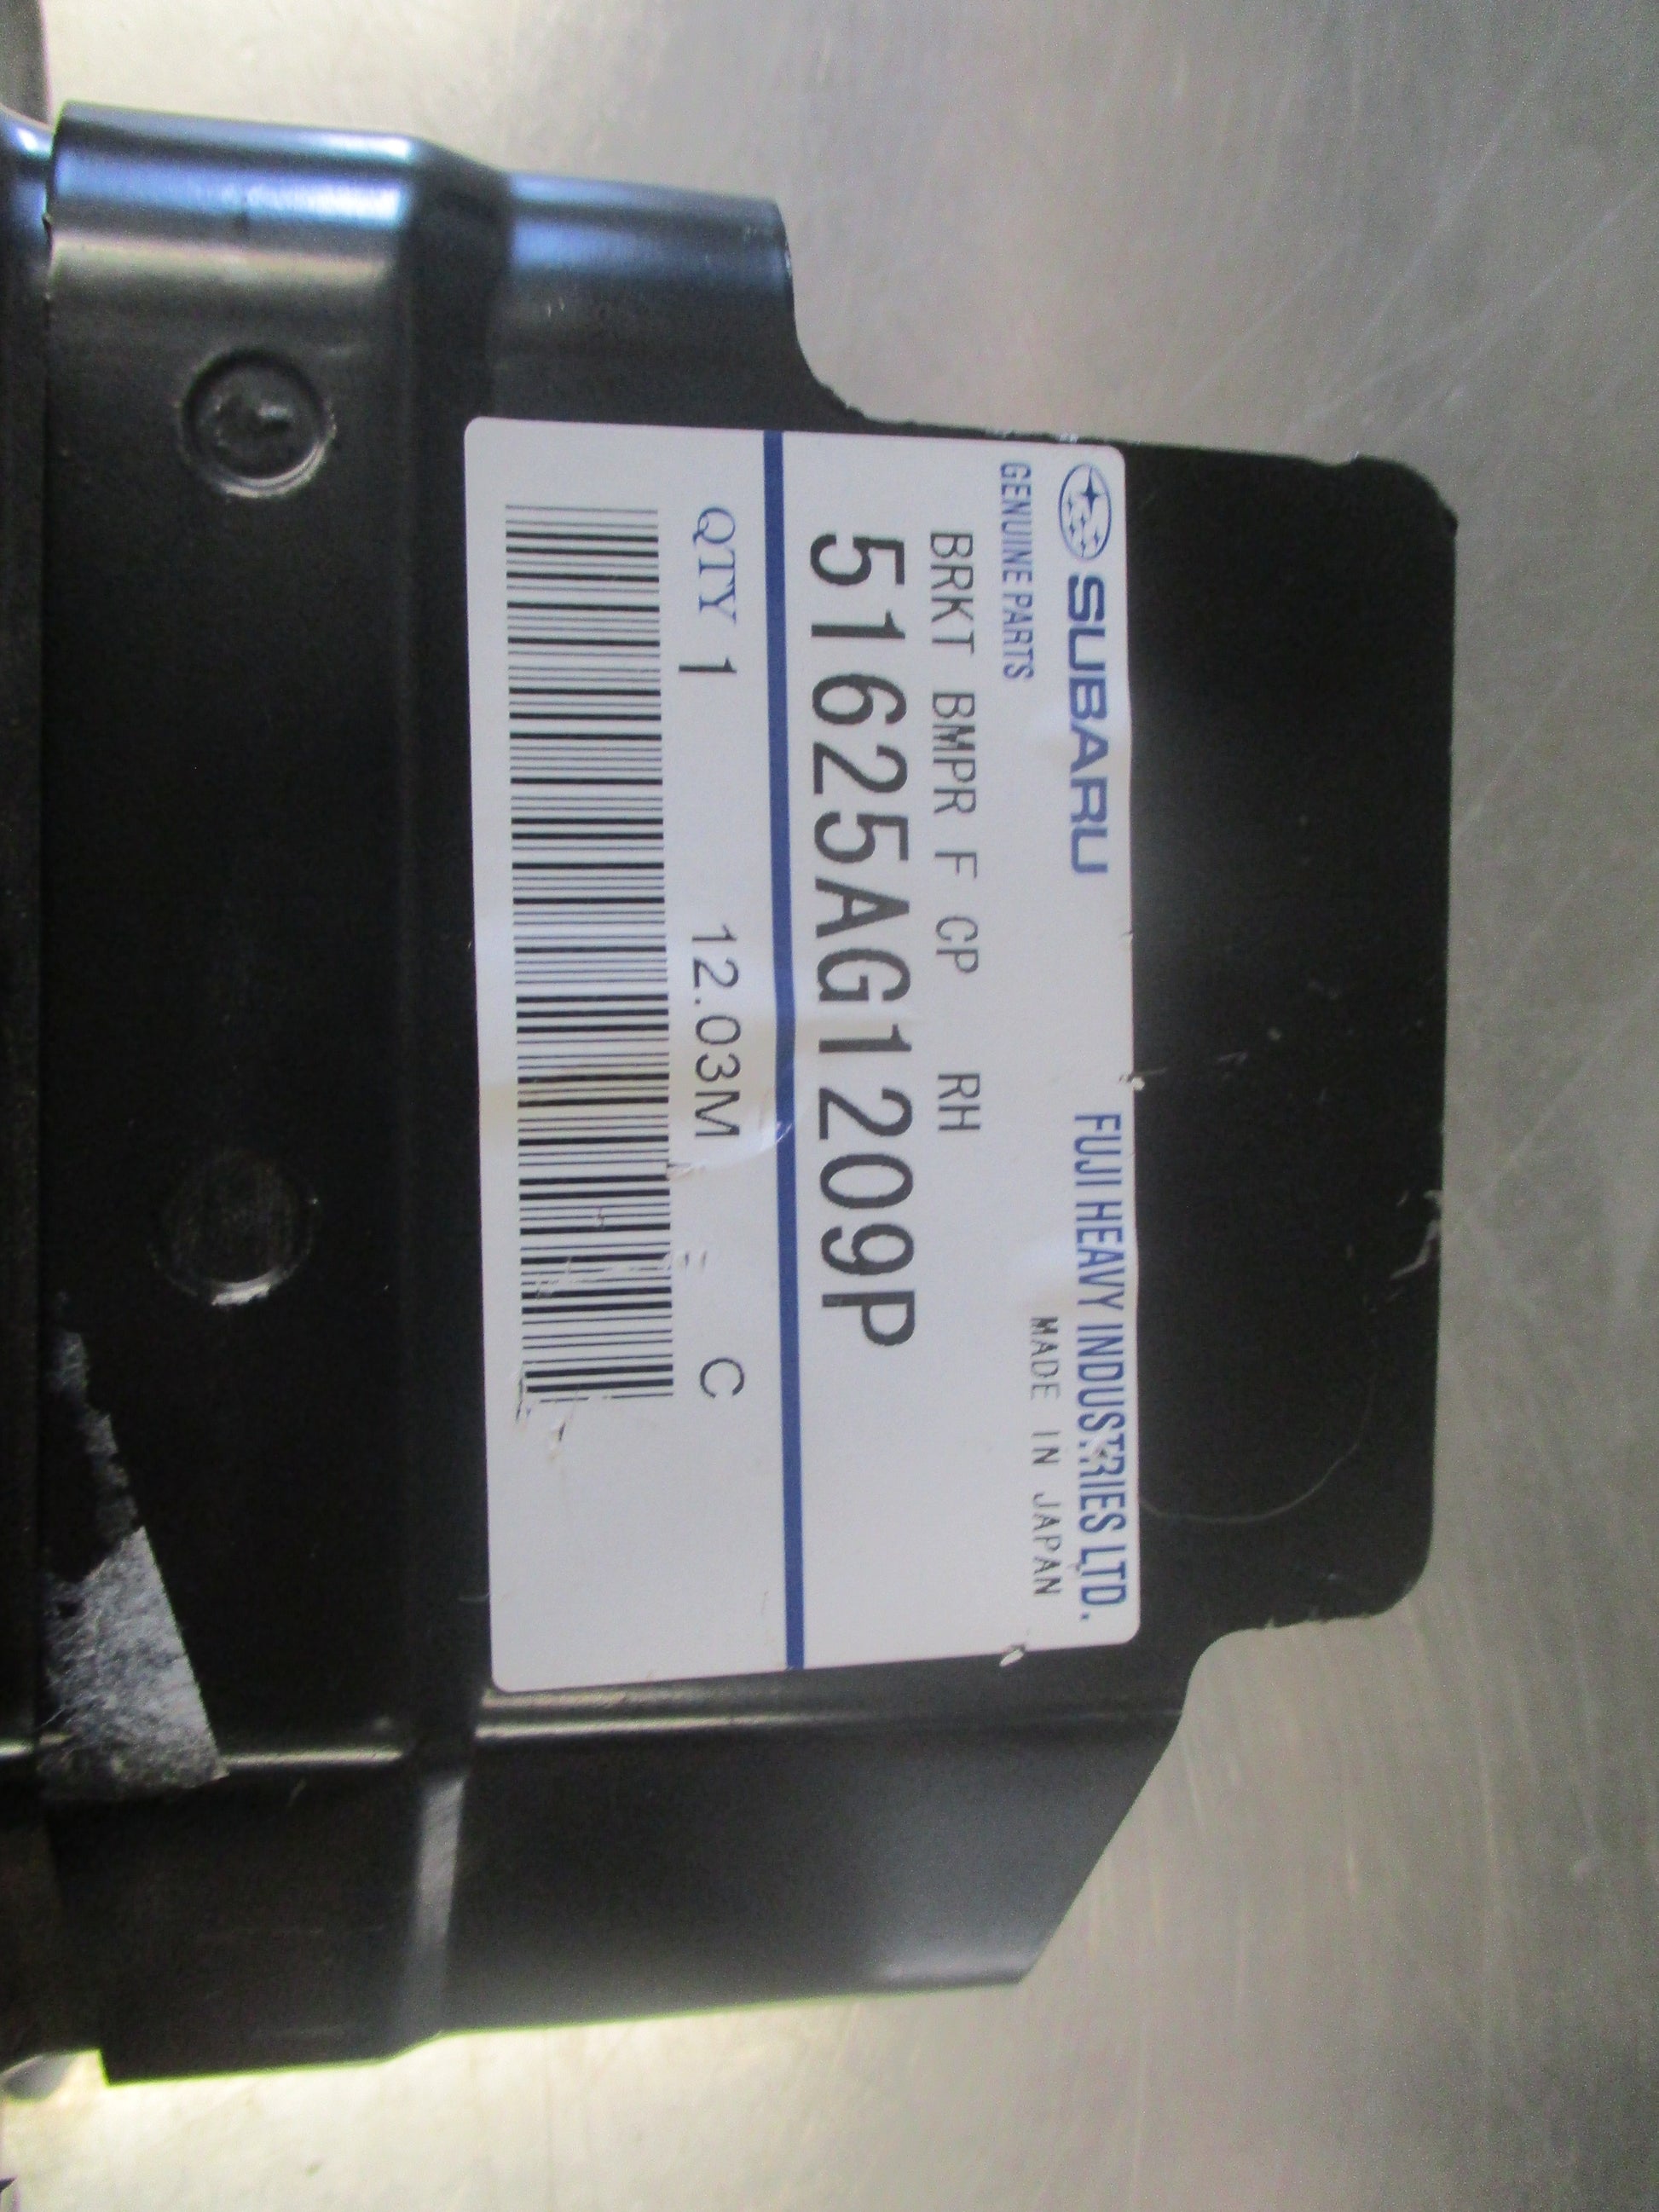 SUBARU FUJI HEAVY INDUSTRIES LTD.
GENUINE PARTS MADE IN JAPAN
BRKT BMPR F CP RH
51625AG1209P
QTY 1 12.03M C